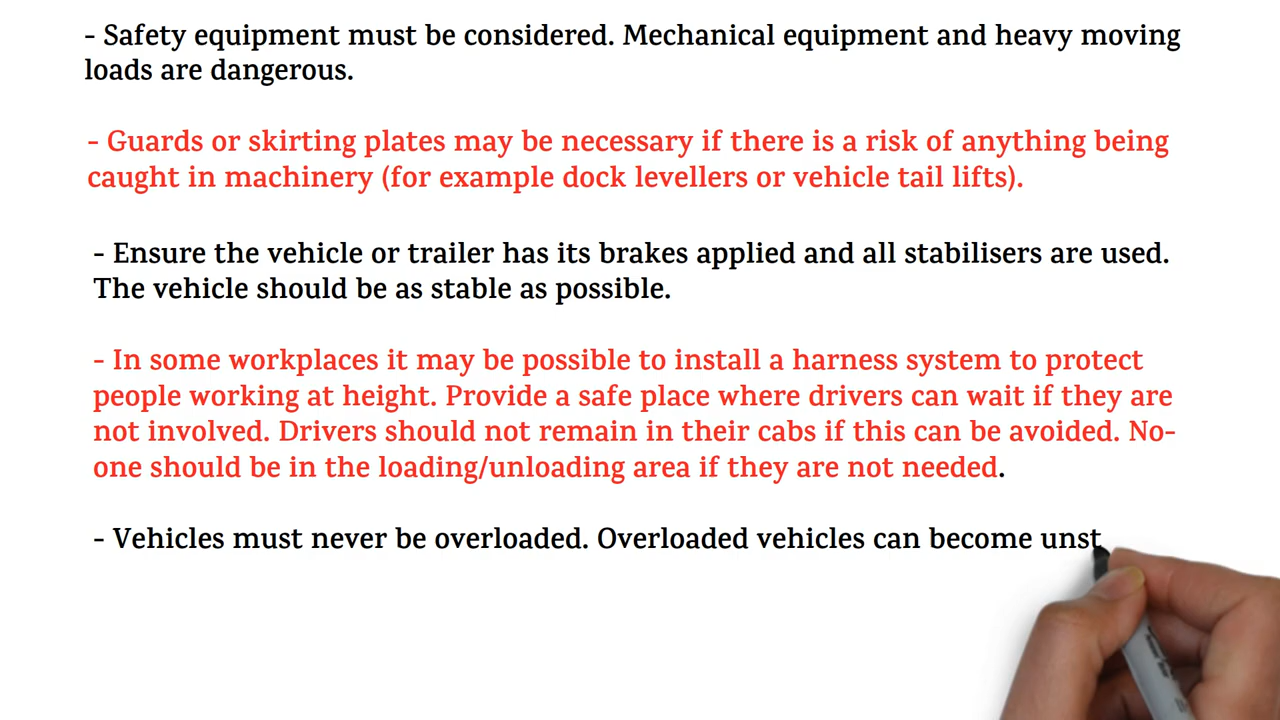 - Safety equipment must be considered. Mechanical equipment and heavy moving
loads are dangerous.
- Guards or skirting plates may be necessary if there is a risk of anything being
caught in machinery (for example dock levellers or vehicle tail lifts).
- Ensure the vehicle or trailer has its brakes applied and all stabilisers are used.
The vehicle should be as stable as possible.
- In some workplaces it may be possible to install a harness system to protect
people working at height. Provide a safe place where drivers can wait if they are
not involved. Drivers should not remain in their cabs if this can be avoided. No-
one should be in the loading/unloading area if they are not needed.
- Vehicles must never be overloaded. Overloaded vehicles can become unst